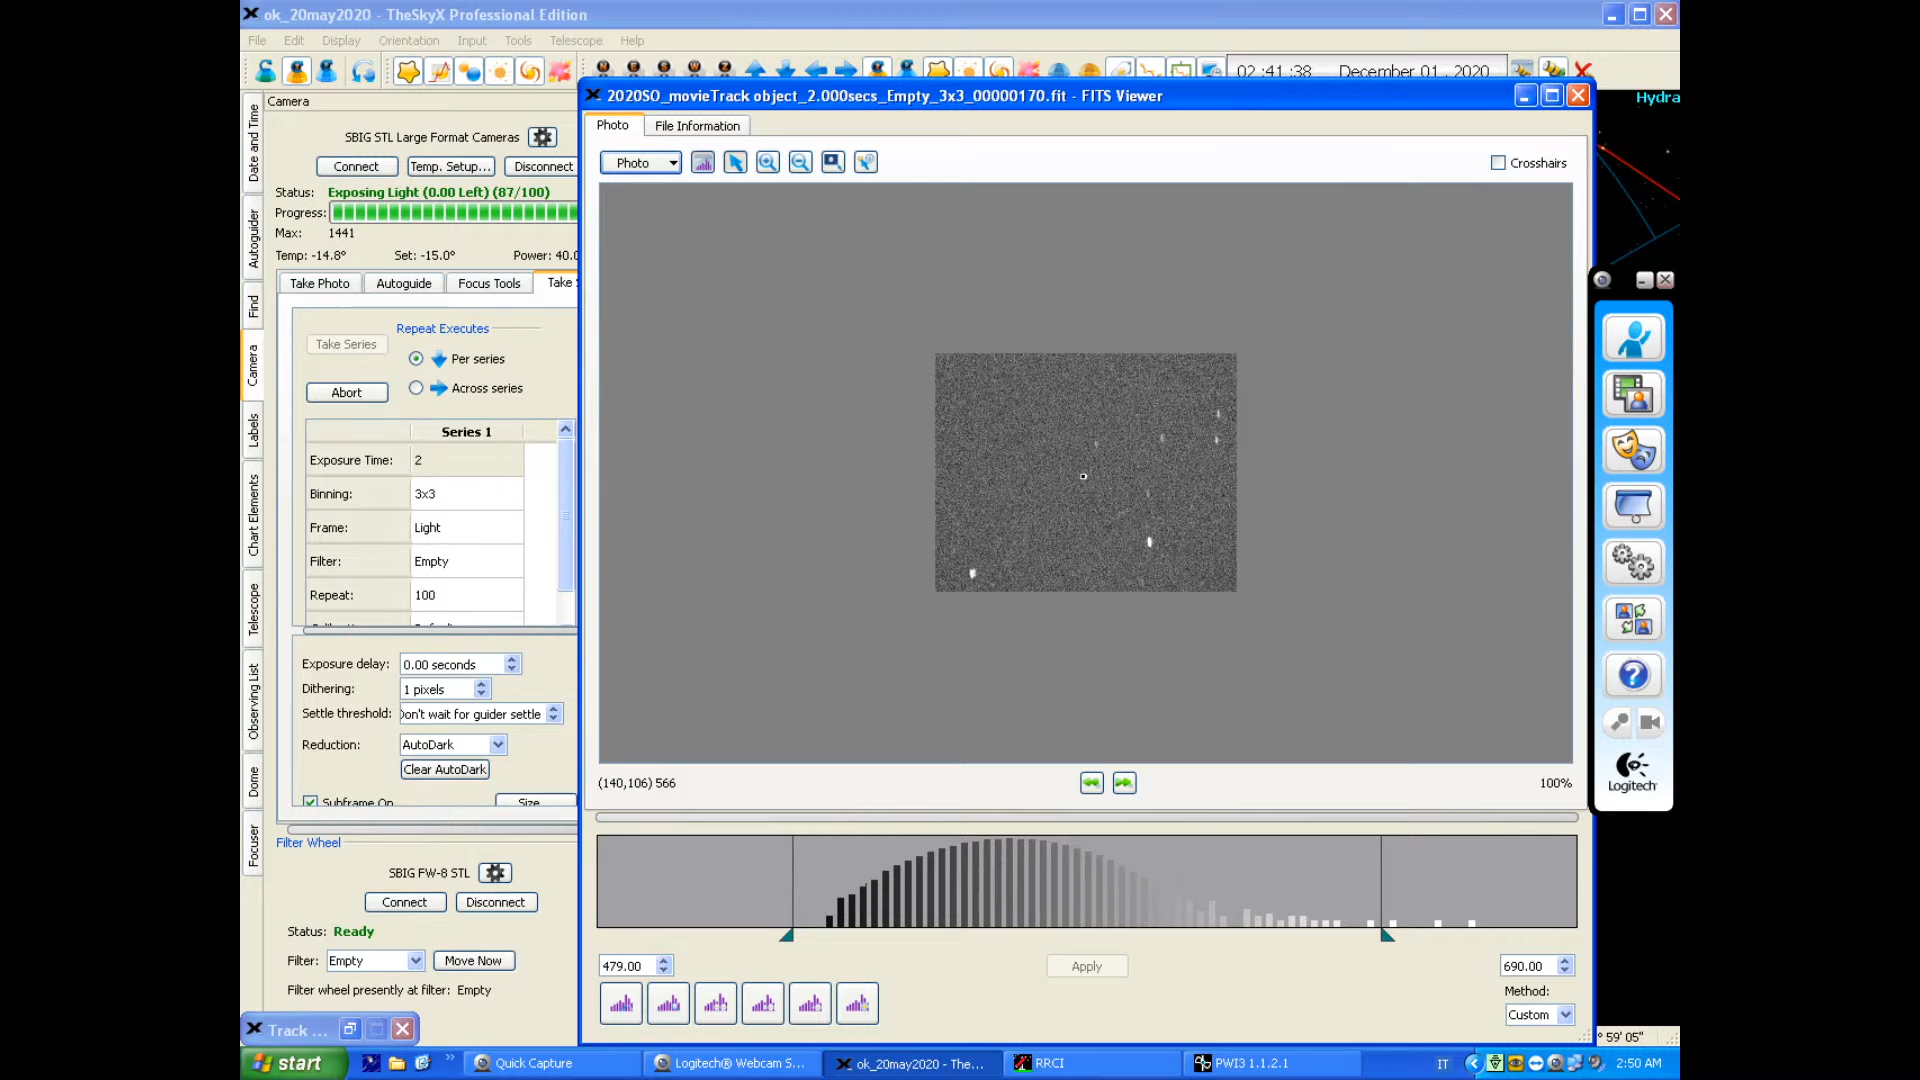 ok_20may2020 - TheSkyX Professional Edition
File Edit Display Orientation Input Tools Telescope Help
02:41:38 December 01, 2020
Camera
Date and Time
Autoguider
Find
Camera
Labels
Chart Elements
Telescope
Observing List
Dome
Focuser
SBIG STL Large Format Cameras
Connect Temp. Setup... Disconnect
Status: Exposing Light (0.00 Left) (87/100)
Progress:
Max: 1441
Temp: -14.8° Set: -15.0° Power: 40.0
Take Photo Autoguide Focus Tools Take
Repeat Executes
Take Series
Per series
Abort
Across series
Series 1
Exposure Time: 2
Binning: 3x3
Frame: Light
Filter: Empty
Repeat: 100
Exposure delay: 0.00 seconds
Dithering: 1 pixels
Settle threshold: Don't wait for guider settle
Reduction: AutoDark
Clear AutoDark
Subframe On Size...
Filter Wheel
SBIG FW-8 STL
Connect Disconnect
Status: Ready
Filter: Empty Move Now
Filter wheel presently at filter: Empty
Track ...
2020SO_movieTrack object_2.000secs_Empty_3x3_00000170.fit - FITS Viewer
Photo File Information
Photo
Crosshairs
(140,106) 566
100%
479.00 Apply 690.00
Method:
Custom
Hydra
Logitech
° 59' 05"
start Quick Capture Logitech® Webcam S... ok_20may2020 - The... RRCI PWI3 1.1.2.1 IT 2:50 AM